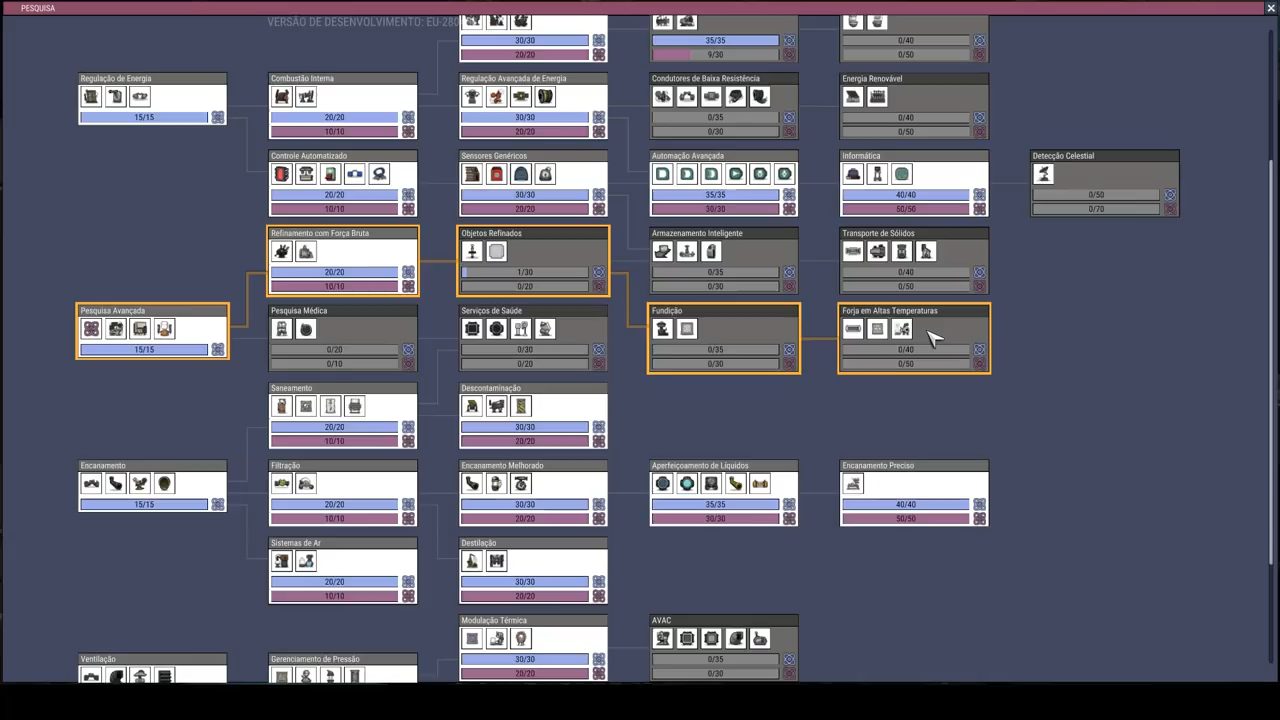 PESQUISA
VERSÃO DE DESENVOLVIMENTO: EU-280
30/30
20/20
35/35
9/30
0/40
0/50
Regulação de Energia
15/15
Combustão Interna
20/20
10/10
Regulação Avançada de Energia
30/30
20/20
Condutores de Baixa Resistência
0/35
0/30
Energia Renovável
0/40
0/50
Controle Automatizado
20/20
10/10
Sensores Genéricos
30/30
20/20
Automação Avançada
35/35
30/30
Informática
40/40
50/50
Detecção Celestial
0/50
0/70
Refinamento com Força Bruta
20/20
10/10
Objetos Refinados
1/30
0/20
Armazenamento Inteligente
0/35
0/30
Transporte de Sólidos
0/40
0/50
Pesquisa Avançada
15/15
Pesquisa Médica
0/20
0/10
Serviços de Saúde
0/30
0/20
Fundição
0/35
0/30
Forja em Altas Temperaturas
0/40
0/50
Saneamento
20/20
10/10
Descontaminação
30/30
20/20
Encanamento
15/15
Filtração
20/20
10/10
Encanamento Melhorado
30/30
20/20
Aperfeiçoamento de Líquidos
35/35
30/30
Encanamento Preciso
40/40
50/50
Sistemas de Ar
20/20
10/10
Destilação
30/30
20/20
Modulação Térmica
30/30
20/20
AVAC
0/35
0/30
Ventilação
Gerenciamento de Pressão